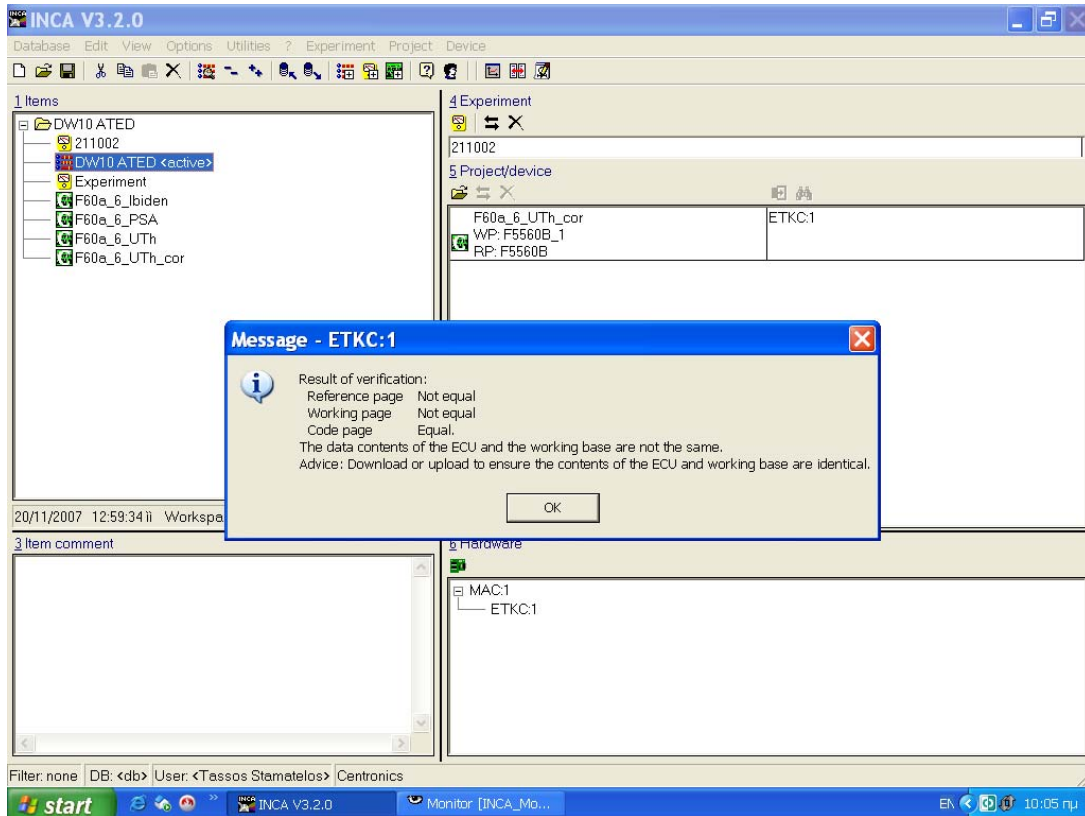 INCA V3.2.0
Database Edit View Options Utilities ? Experiment Project Device
1 Items
DW10 ATED
211002
DW10 ATED <active>
Experiment
F60a_6_Ibiden
F60a_6_PSA
F60a_6_UTh
F60a_6_UTh_cor
20/11/2007 12:59:34 ìì Workspa
3 Item comment
4 Experiment
211002
5 Project/device
F60a_6_UTh_cor ETKC:1
WP: F5560B_1
RP: F5560B
Message - ETKC:1
Result of verification:
Reference page Not equal
Working page Not equal
Code page Equal.
The data contents of the ECU and the working base are not the same.
Advice: Download or upload to ensure the contents of the ECU and working base are identical.
OK
6 Hardware
MAC:1
ETKC:1
Filter: none DB: <db> User: <Tassos Stamatelos> Centronics
start INCA V3.2.0 Monitor [INCA_Mo... EN 10:05 πμ